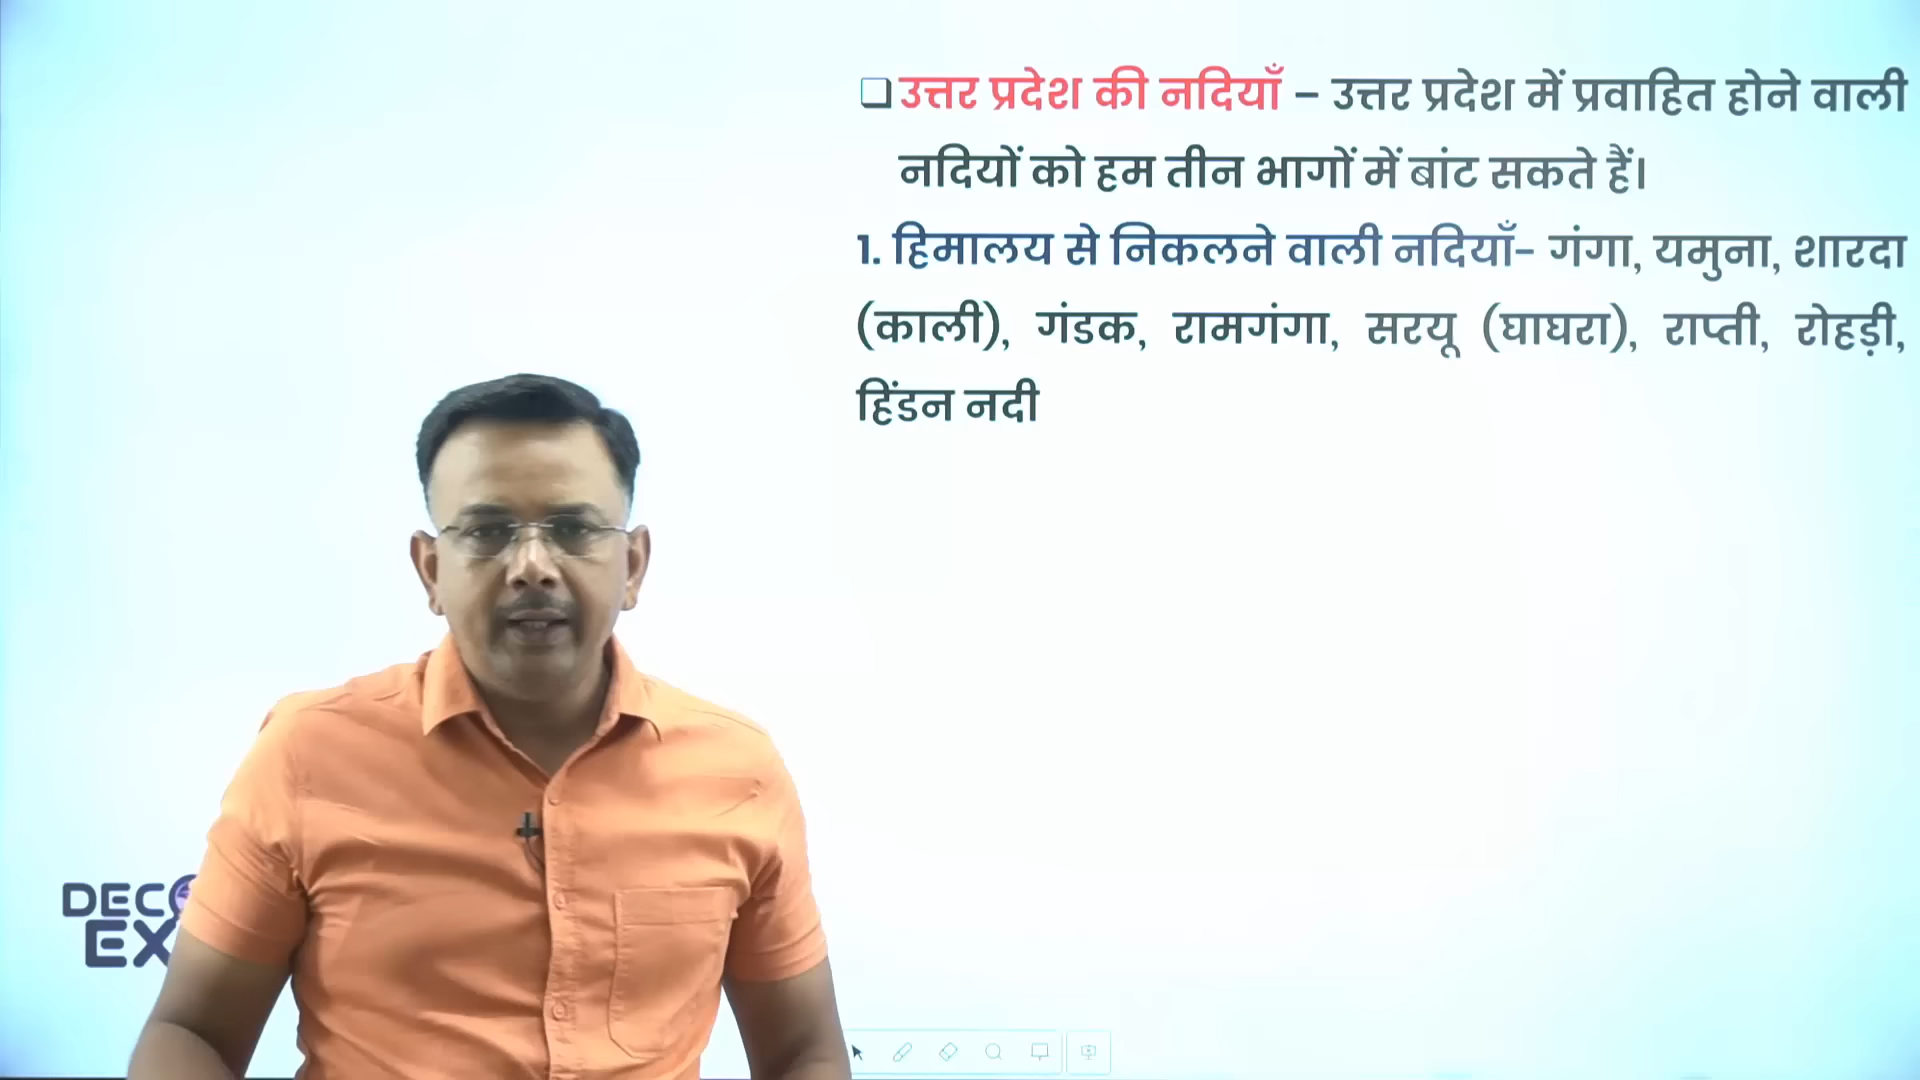 ❑ उत्तर प्रदेश की नदियाँ – उत्तर प्रदेश में प्रवाहित होने वाली
नदियों को हम तीन भागों में बांट सकते हैं।
1. हिमालय से निकलने वाली नदियाँ- गंगा, यमुना, शारदा
(काली), गंडक, रामगंगा, सरयू (घाघरा), राप्ती, रोहड़ी,
हिंडन नदी
DEC
EX